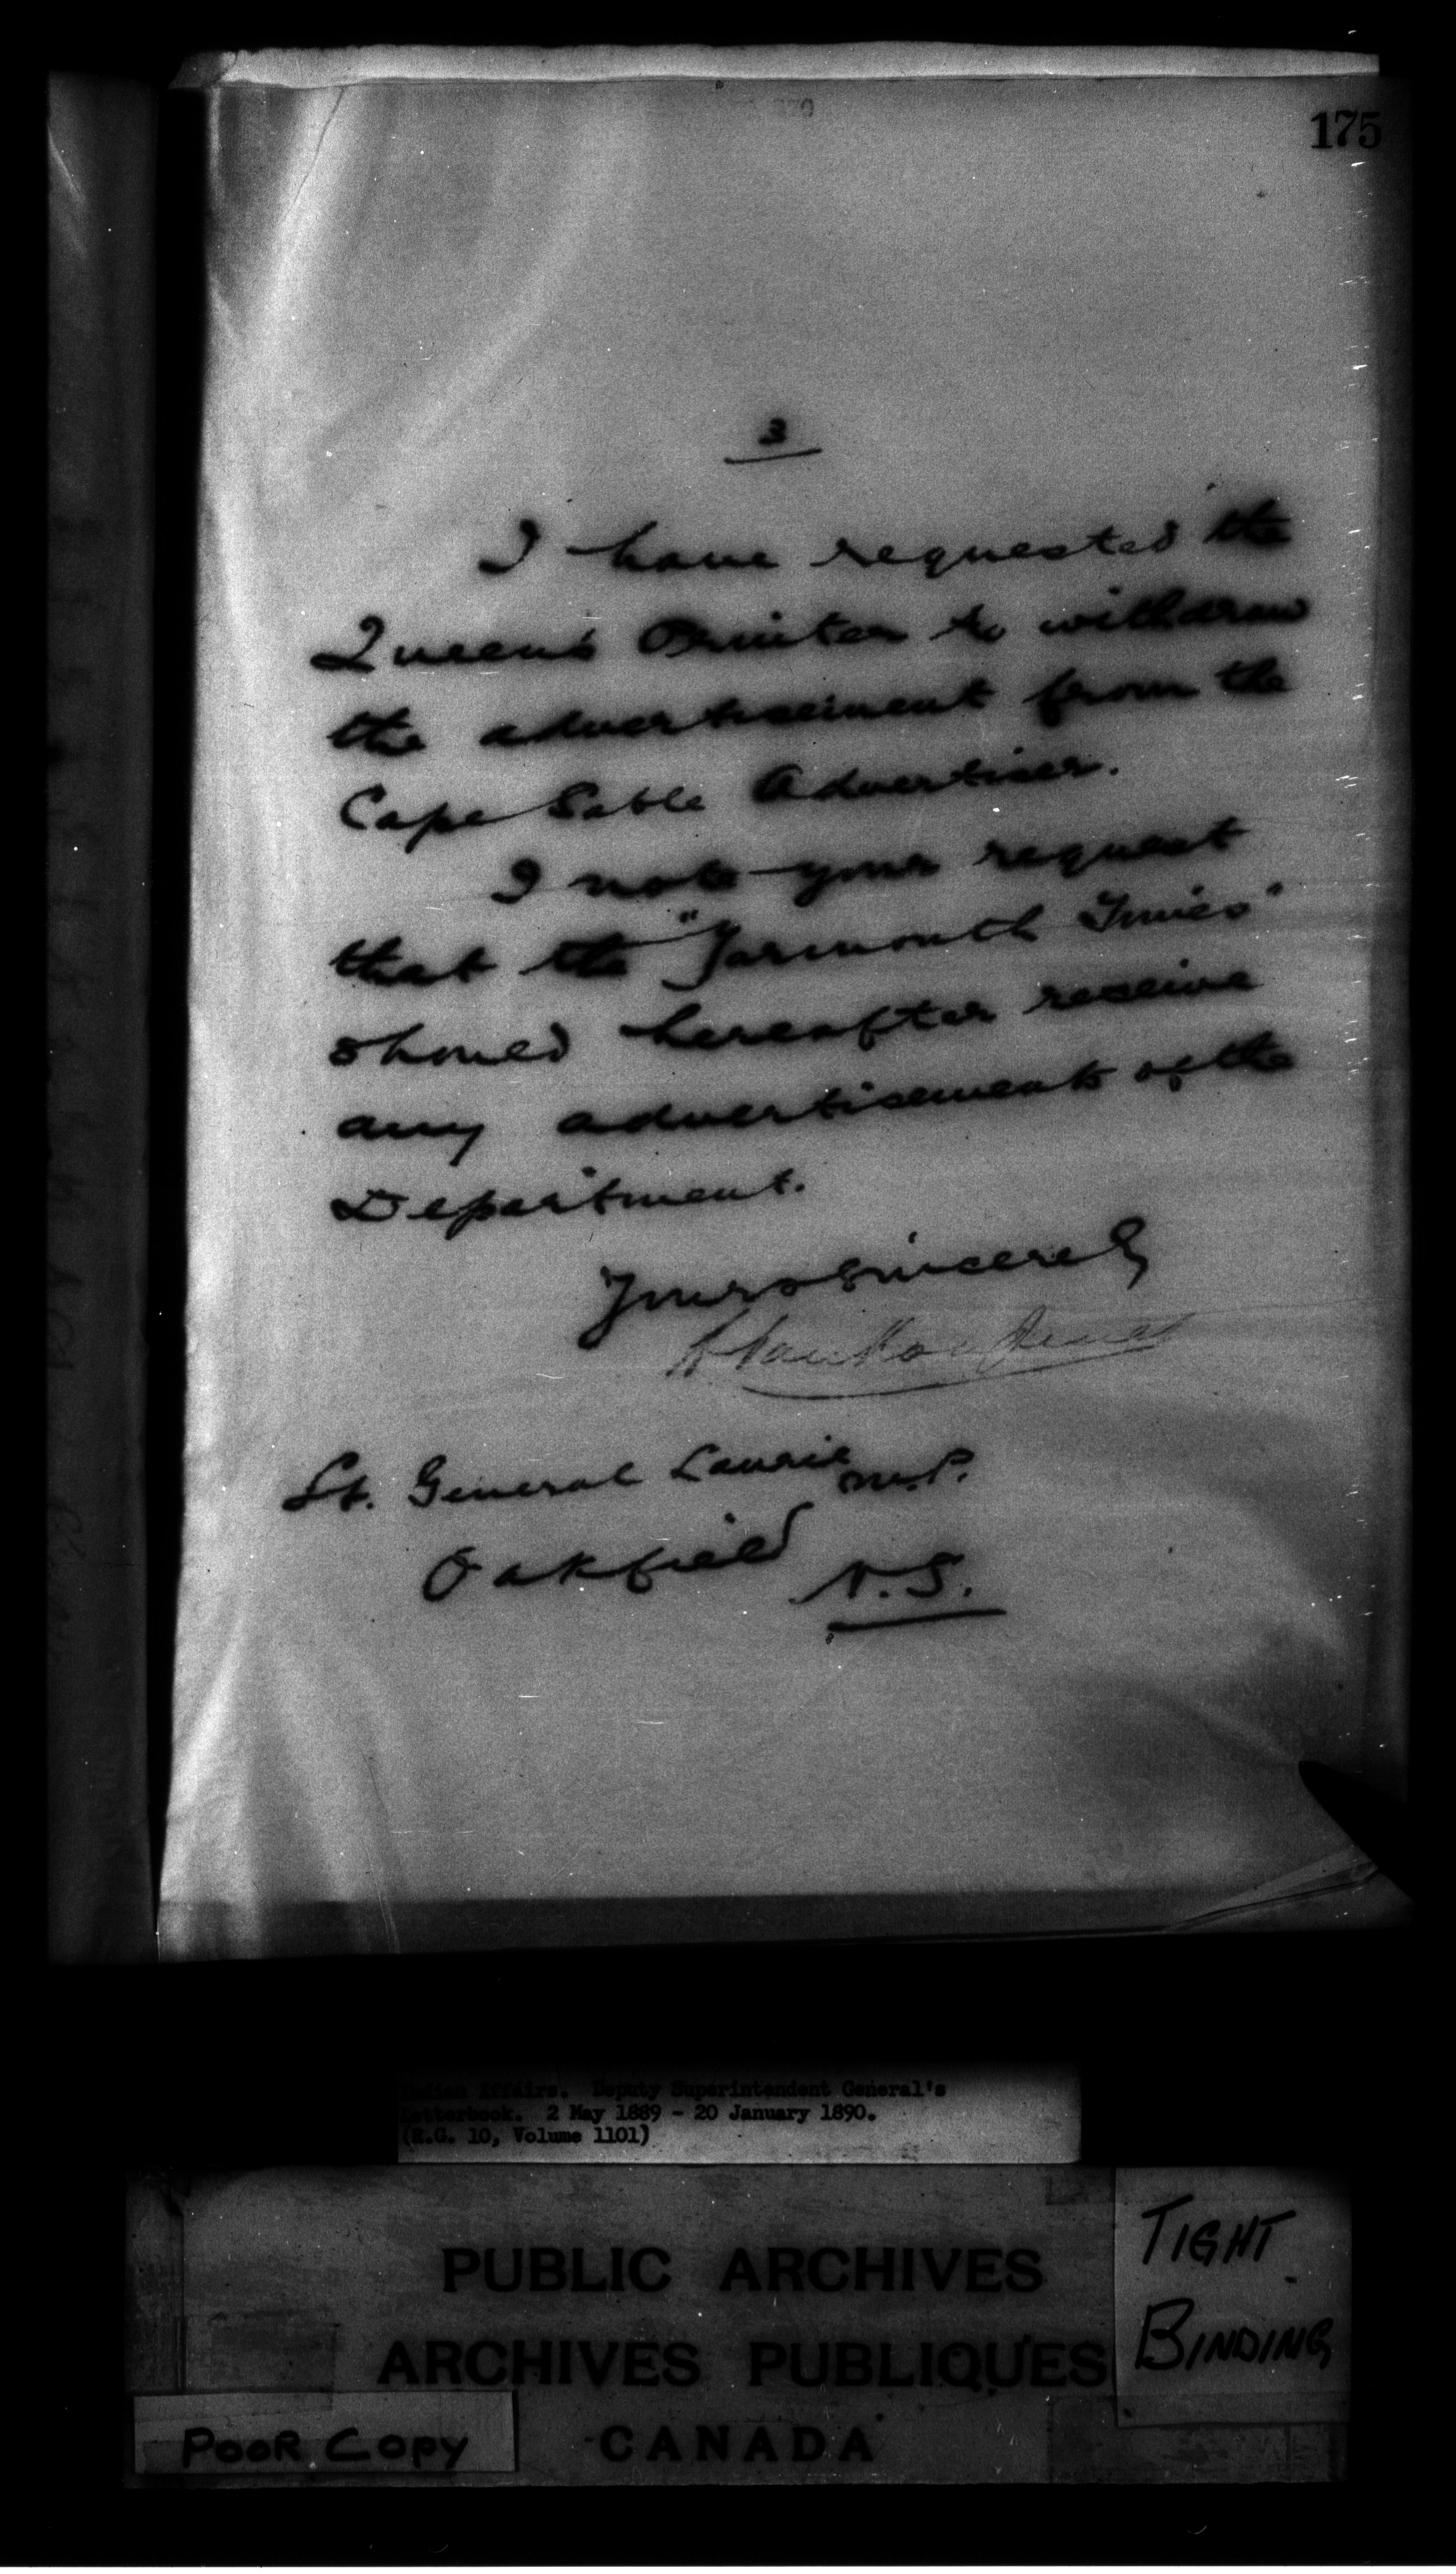 175
3
I have requested the
Queen's Printer to withdraw
the advertisement from the
Cape Sable Advertiser.
I note your request
that the "Yarmouth Times"
should hereafter receive
any advertisements of the
Department.
Yours sincerely
L. VanKoughnet
Lt. General Laurie M.P.
Oakfield N.S.
Indian Affairs. Deputy Superintendent General's
Letterbook. 2 May 1889 - 20 January 1890.
(R.G. 10, Volume 1101)
PUBLIC ARCHIVES
ARCHIVES PUBLIQUES
CANADA
TIGHT
BINDING
POOR COPY